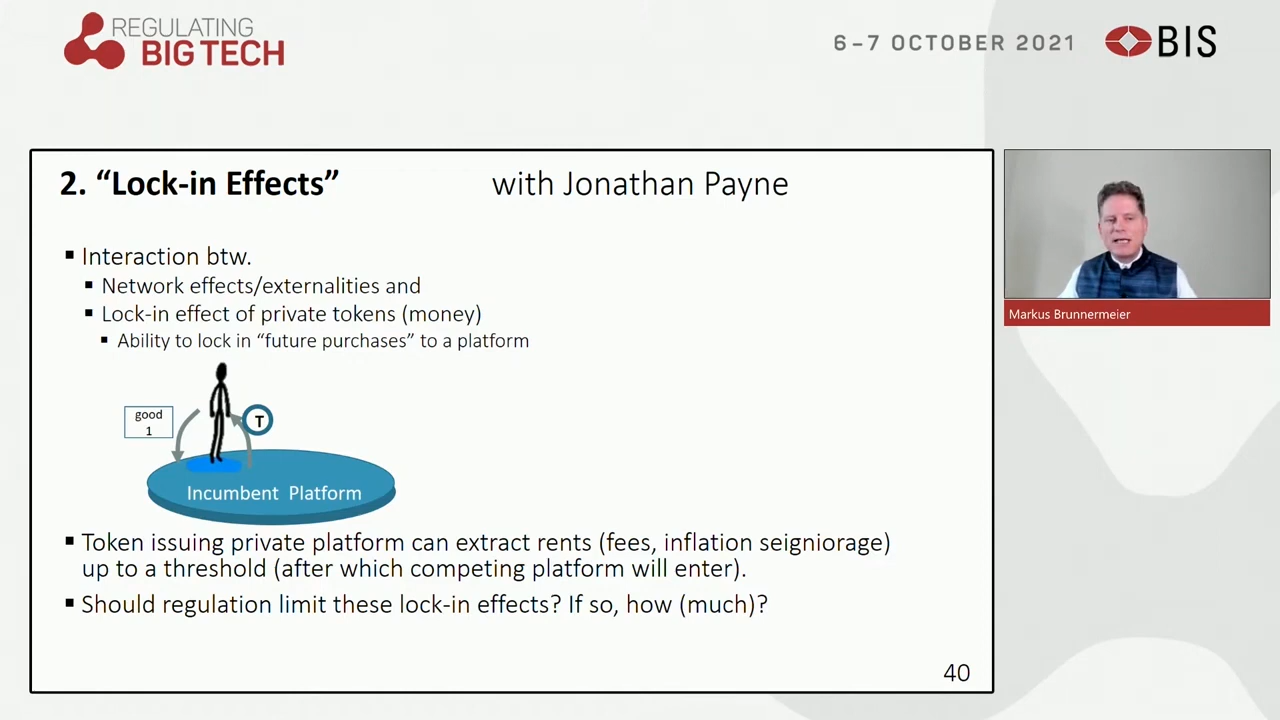 REGULATING
BIG TECH
6–7 OCTOBER 2021
BIS
2. “Lock-in Effects”
with Jonathan Payne
Interaction btw.
Network effects/externalities and
Lock-in effect of private tokens (money)
Ability to lock in “future purchases” to a platform
good
1
T
Incumbent Platform
Token issuing private platform can extract rents (fees, inflation seigniorage)
up to a threshold (after which competing platform will enter).
Should regulation limit these lock-in effects? If so, how (much)?
40
Markus Brunnermeier